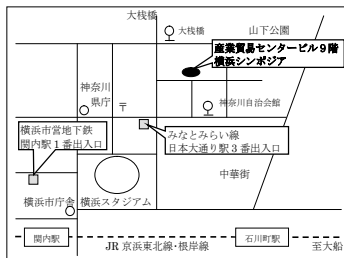 大桟橋
大桟橋
山下公園
産業貿易センタービル９階
横浜シンポジア
神奈川
県庁
〒
神奈川自治会館
横浜市営地下鉄
関内駅１番出入口
みなとみらい線
日本大通り駅３番出入口
中華街
横浜市庁舎
横浜スタジアム
関内駅
石川町駅
JR 京浜東北線・根岸線
至大船